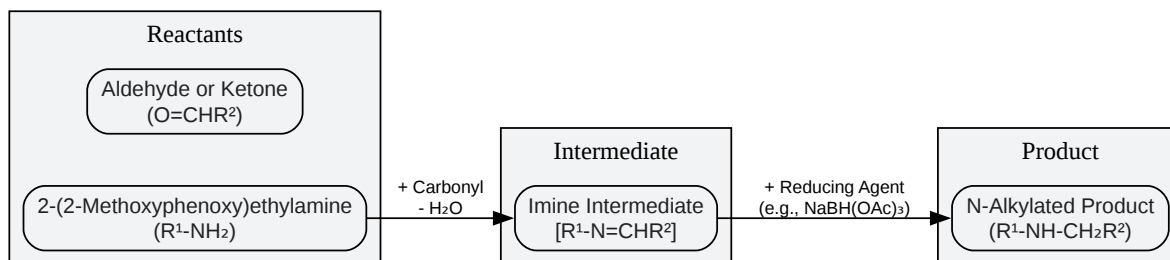 Reactants
Aldehyde or Ketone
(O=CHR²)
2-(2-Methoxyphenoxy)ethylamine
(R¹-NH₂)
+ Carbonyl
- H₂O
Intermediate
Imine Intermediate
[R¹-N=CHR²]
+ Reducing Agent
(e.g., NaBH(OAc)₃)
Product
N-Alkylated Product
(R¹-NH-CH₂R²)